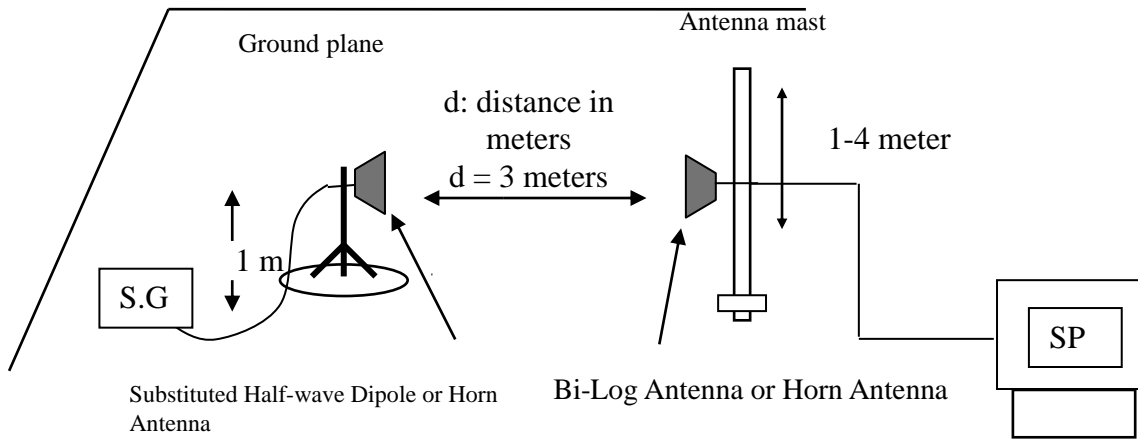 Ground plane
Antenna mast
d: distance in
meters
d = 3 meters
1-4 meter
1 m
S.G
SP
Substituted Half-wave Dipole or Horn
Antenna
Bi-Log Antenna or Horn Antenna